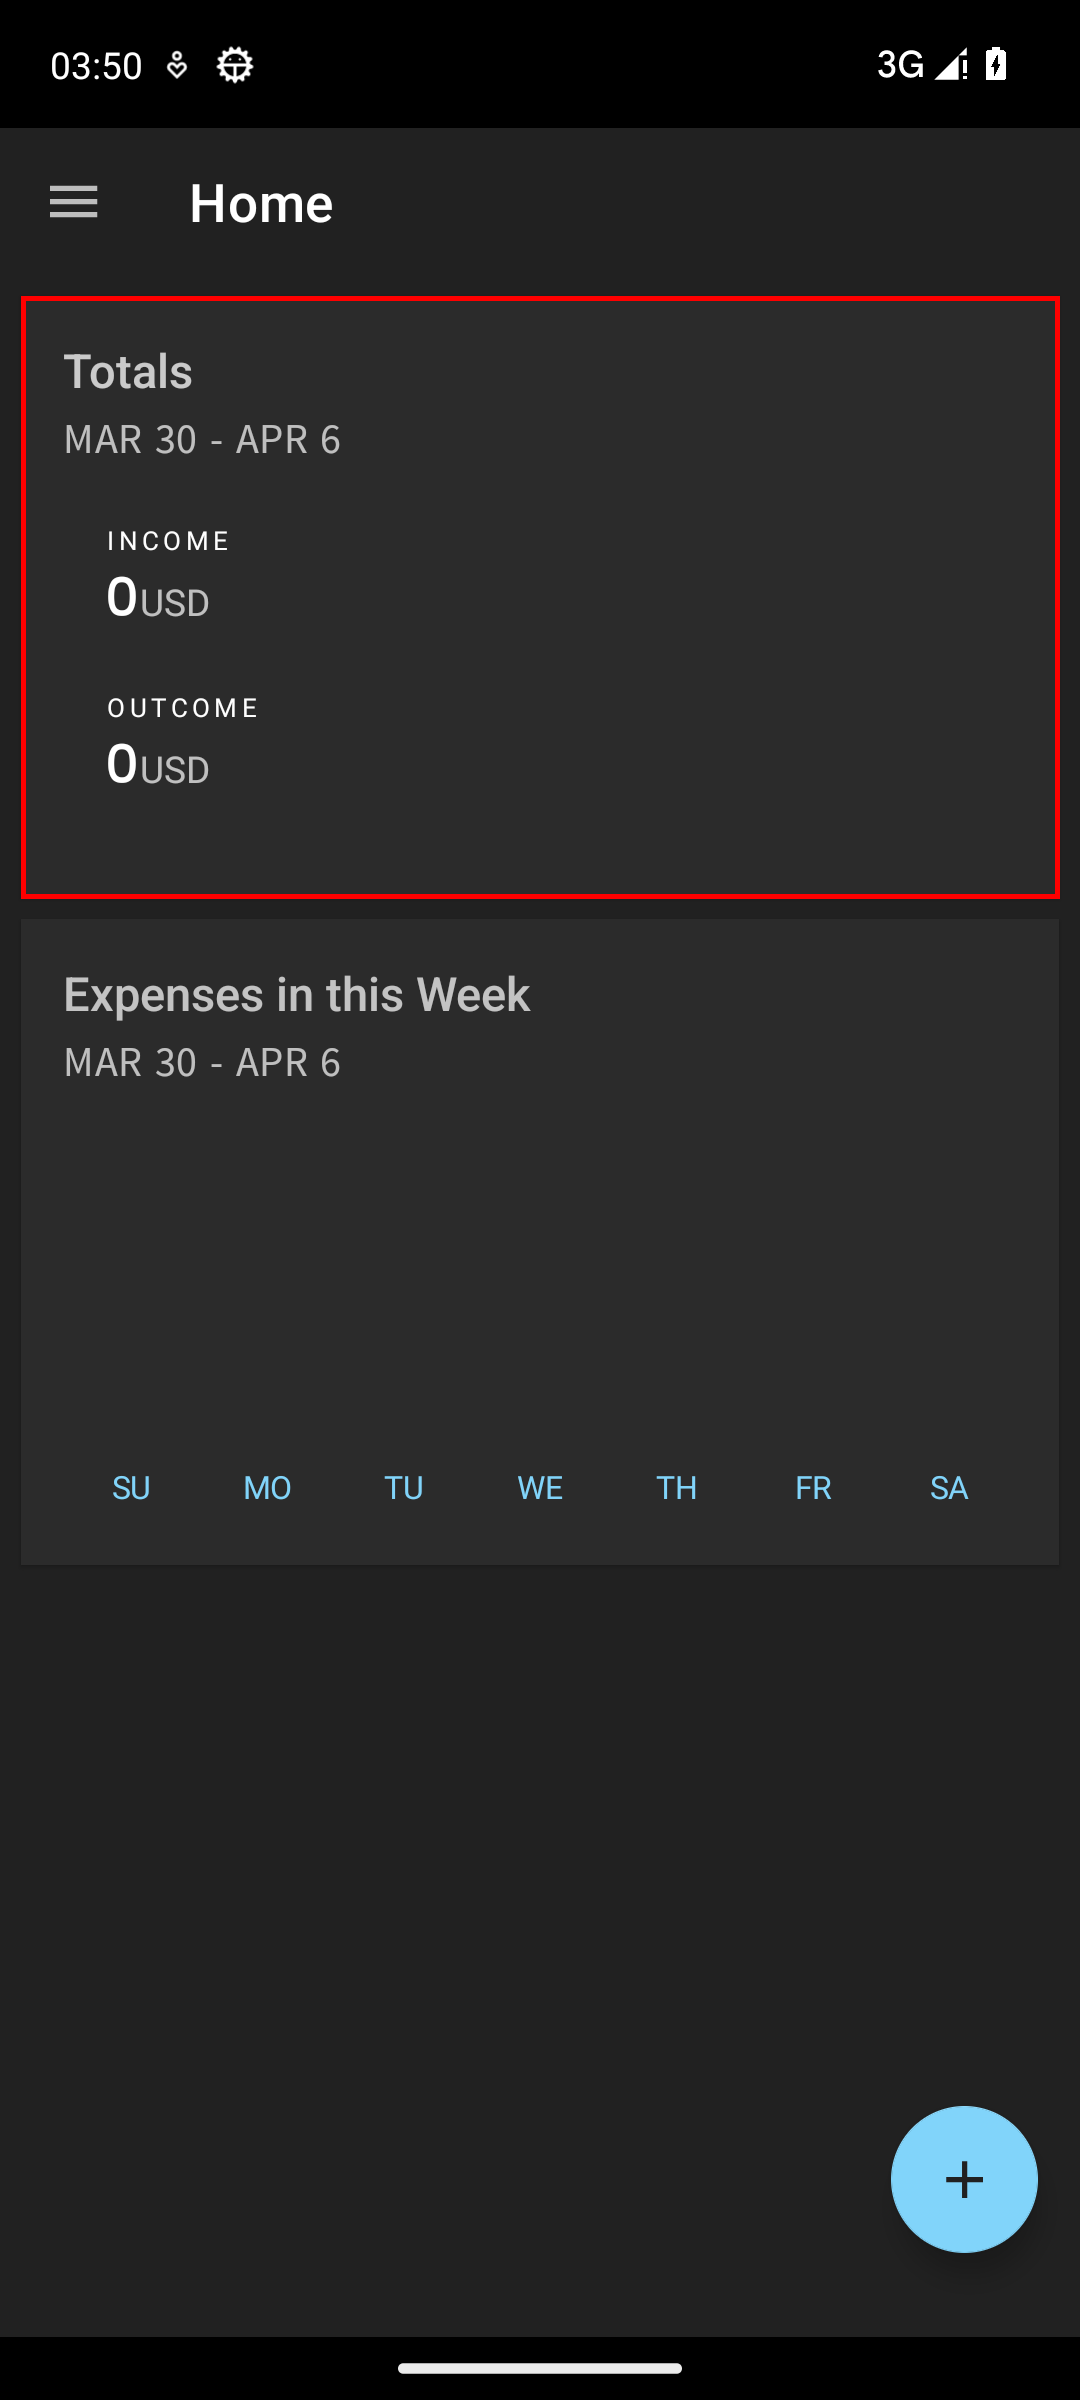 03:50
3G
Home
Totals
MAR 30 - APR 6
INCOME
0USD
OUTCOME
0USD
Expenses in this Week
MAR 30 - APR 6
SU MO TU WE TH FR SA
+